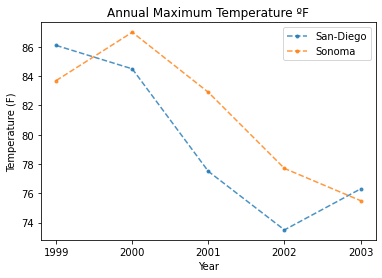 Annual Maximum Temperature ºF
San-Diego
Sonoma
Temperature (F)
86
84
82
80
78
76
74
1999
2000
2001
2002
2003
Year